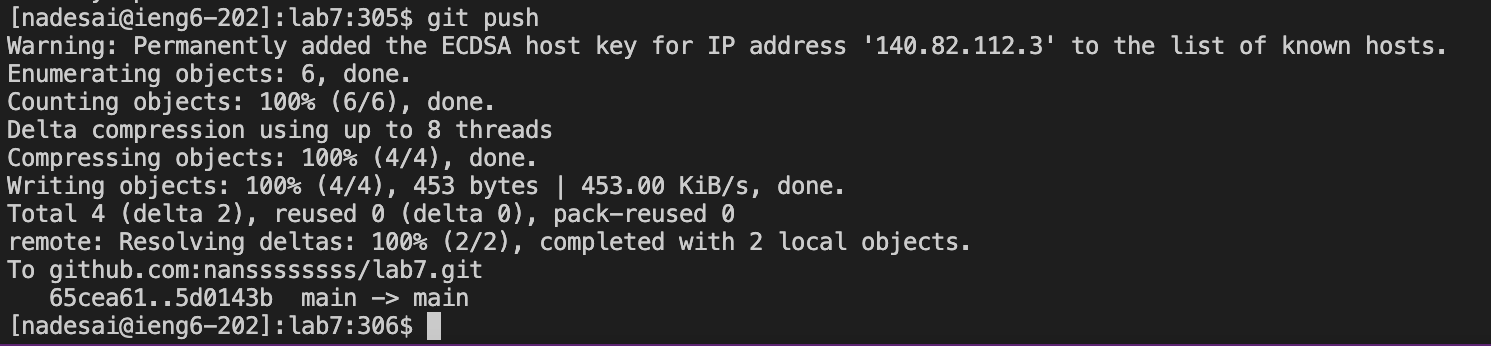 [nadesai@ieng6-202]:lab7:305$ git push
Warning: Permanently added the ECDSA host key for IP address '140.82.112.3' to the list of known hosts.
Enumerating objects: 6, done.
Counting objects: 100% (6/6), done.
Delta compression using up to 8 threads
Compressing objects: 100% (4/4), done.
Writing objects: 100% (4/4), 453 bytes | 453.00 KiB/s, done.
Total 4 (delta 2), reused 0 (delta 0), pack-reused 0
remote: Resolving deltas: 100% (2/2), completed with 2 local objects.
To github.com:nansssssssss/lab7.git
   65cea61..5d0143b  main -> main
[nadesai@ieng6-202]:lab7:306$